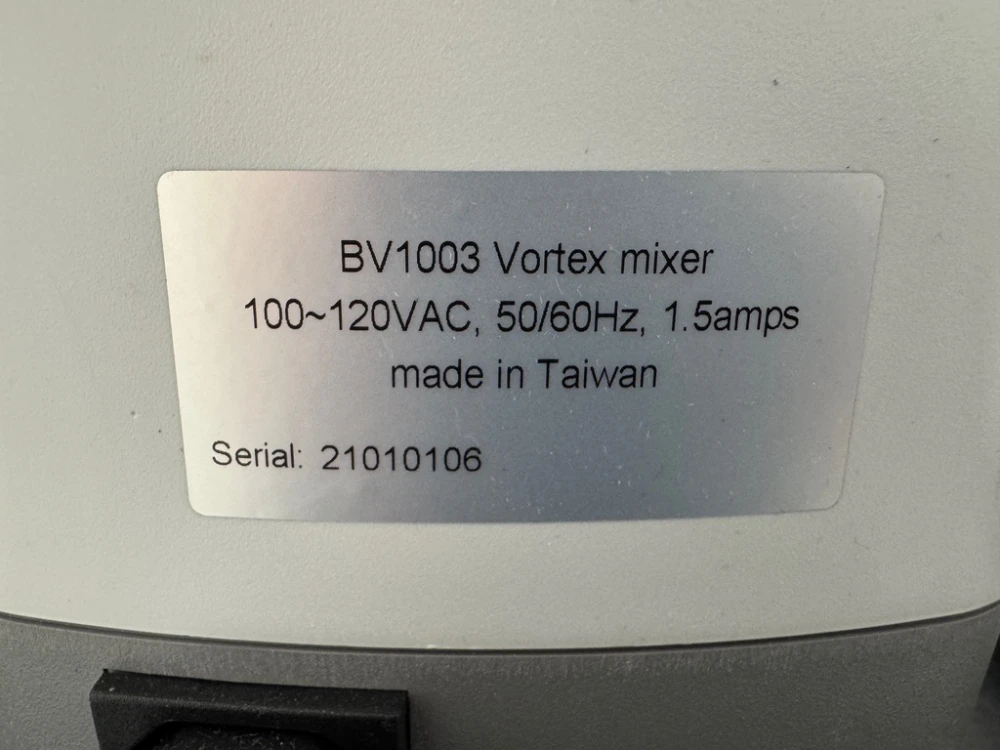 BV1003 Vortex mixer
100~120VAC, 50/60Hz, 1.5amps
made in Taiwan
Serial: 21010106